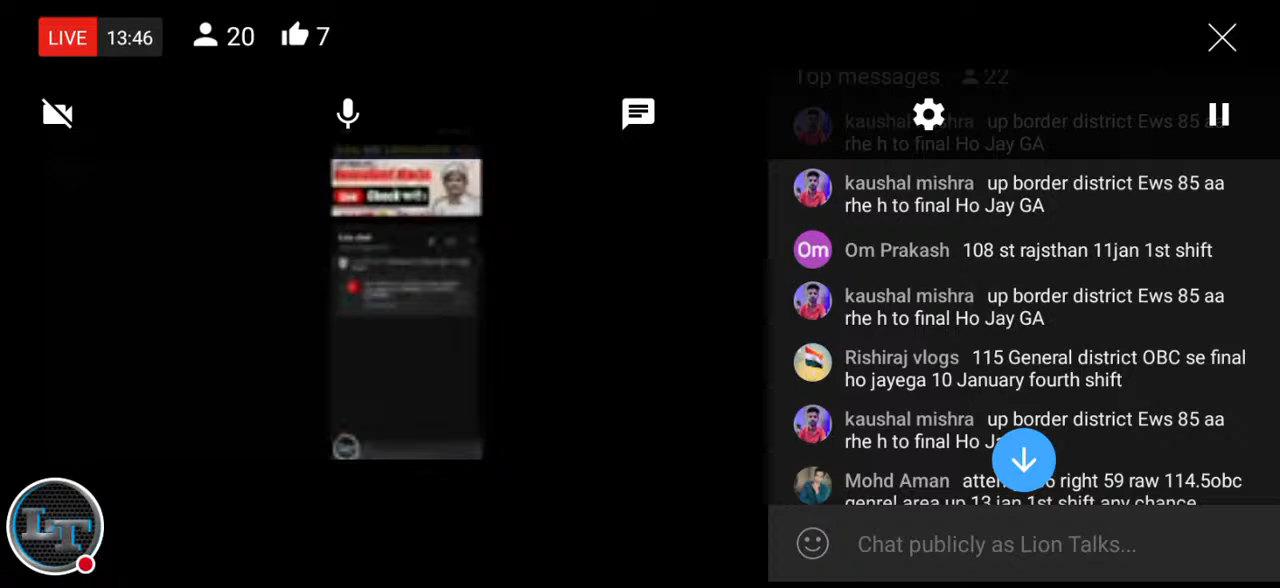 LIVE 13:46 20 7
Top messages 22
kaushal mishra up border district Ews 85 aa
rhe h to final Ho Jay GA
kaushal mishra up border district Ews 85 aa
rhe h to final Ho Jay GA
Om Om Prakash 108 st rajsthan 11jan 1st shift
kaushal mishra up border district Ews 85 aa
rhe h to final Ho Jay GA
Rishiraj vlogs 115 General district OBC se final
ho jayega 10 January fourth shift
kaushal mishra up border district Ews 85 aa
rhe h to final Ho
Mohd Aman right 59 raw 114.5obc
genrel area up 13 jan 1st shift any chance
LT
Chat publicly as Lion Talks...